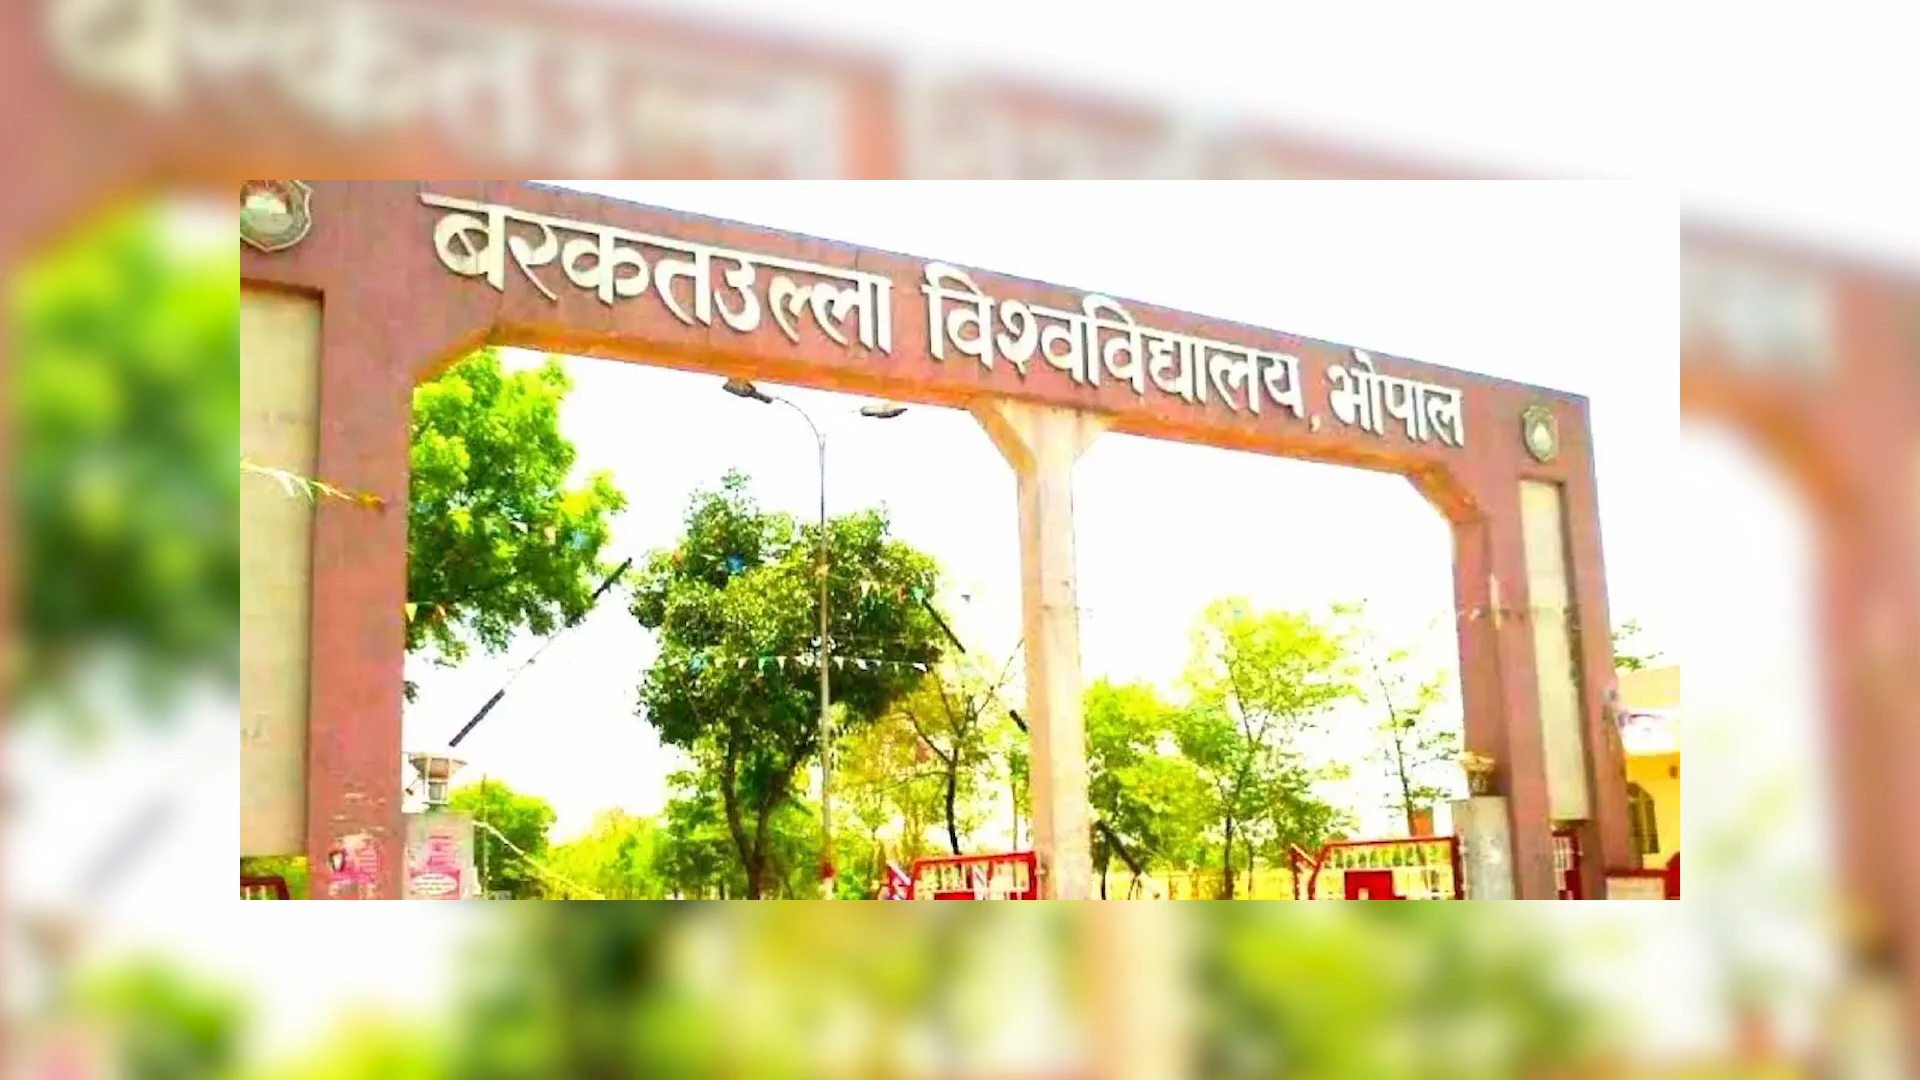 बरकतउल्ला विश्वविद्यालय, भोपाल